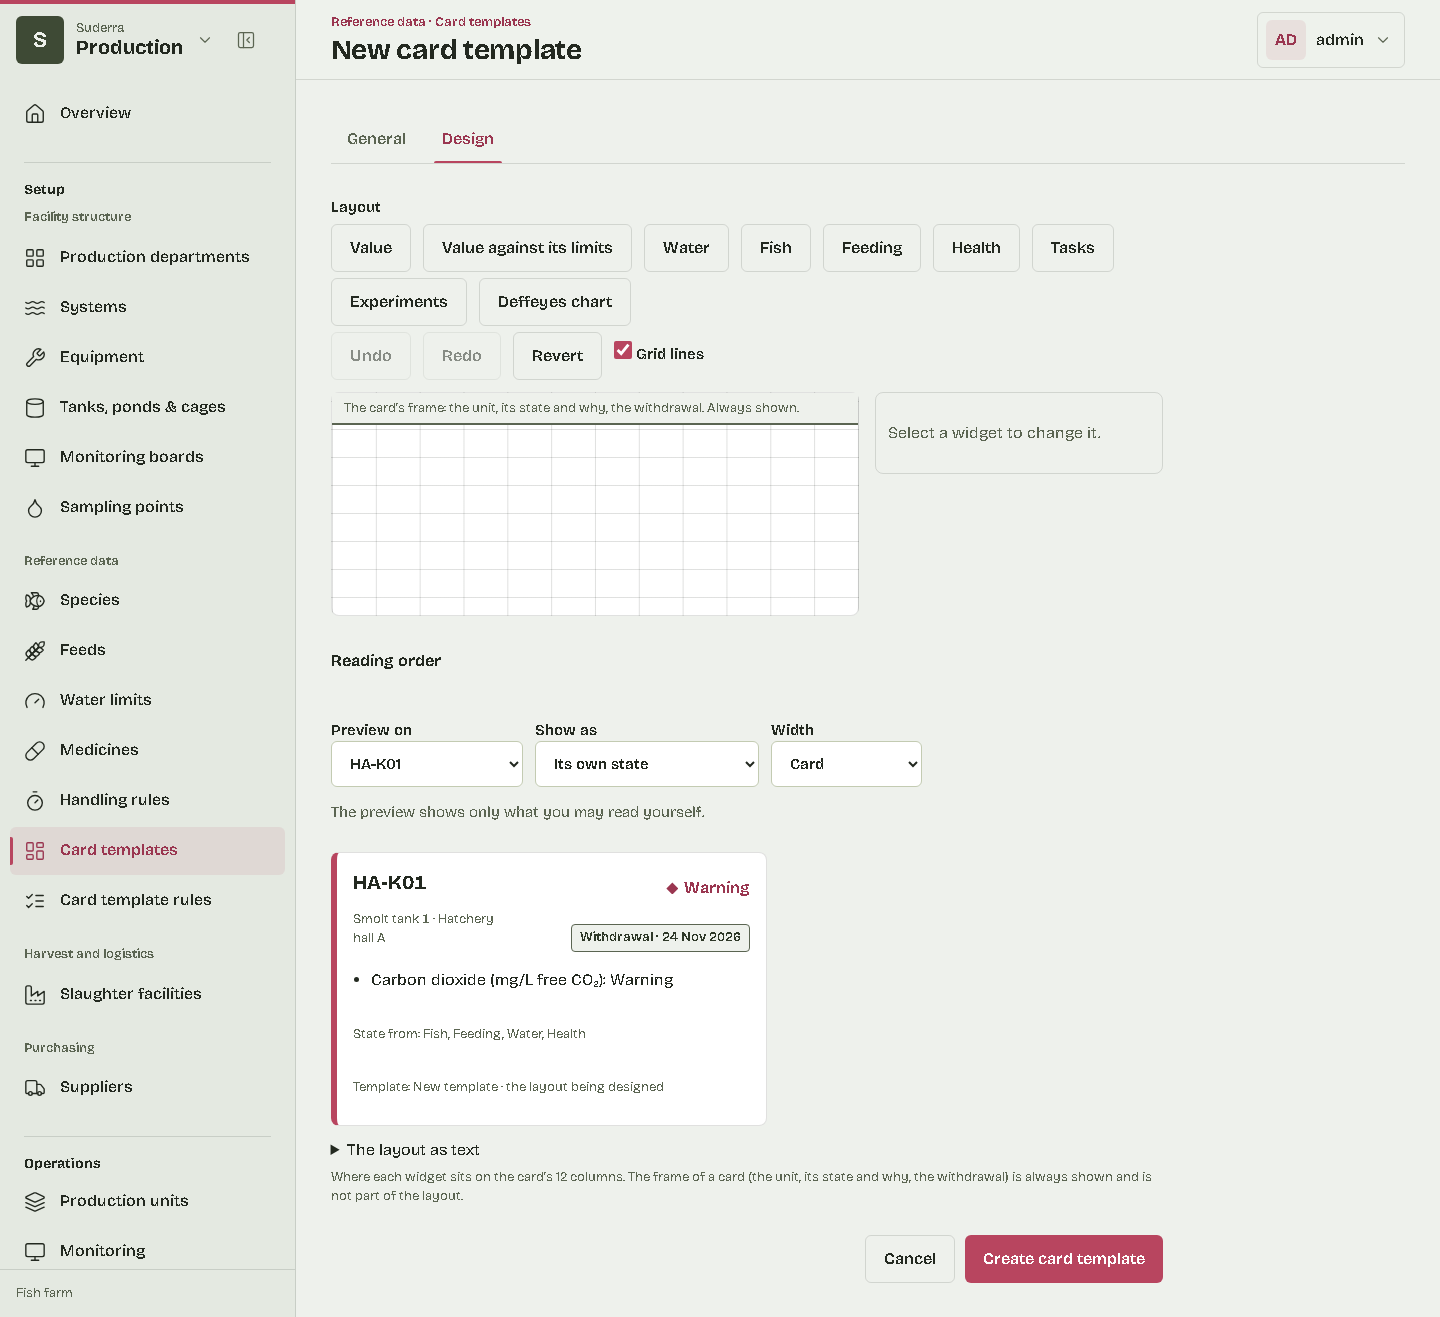 S
Suderra
Production
Overview
Setup
Facility structure
Production departments
Systems
Equipment
Tanks, ponds & cages
Monitoring boards
Sampling points
Reference data
Species
Feeds
Water limits
Medicines
Handling rules
Card templates
Card template rules
Harvest and logistics
Slaughter facilities
Purchasing
Suppliers
Operations
Production units
Monitoring
Fish farm
Reference data · Card templates
New card template
AD admin
General Design
Layout
Value Value against its limits Water Fish Feeding Health Tasks
Experiments Deffeyes chart
Undo Redo Revert Grid lines
The card's frame: the unit, its state and why, the withdrawal. Always shown.
Select a widget to change it.
Reading order
Preview on Show as Width
HA-K01 Its own state Card
The preview shows only what you may read yourself.
HA-K01
Warning
Smolt tank 1 · Hatchery
hall A
Withdrawal · 24 Nov 2026
• Carbon dioxide (mg/L free CO₂): Warning
State from: Fish, Feeding, Water, Health
Template: New template · the layout being designed
The layout as text
Where each widget sits on the card's 12 columns. The frame of a card (the unit, its state and why, the withdrawal) is always shown and is
not part of the layout.
Cancel Create card template